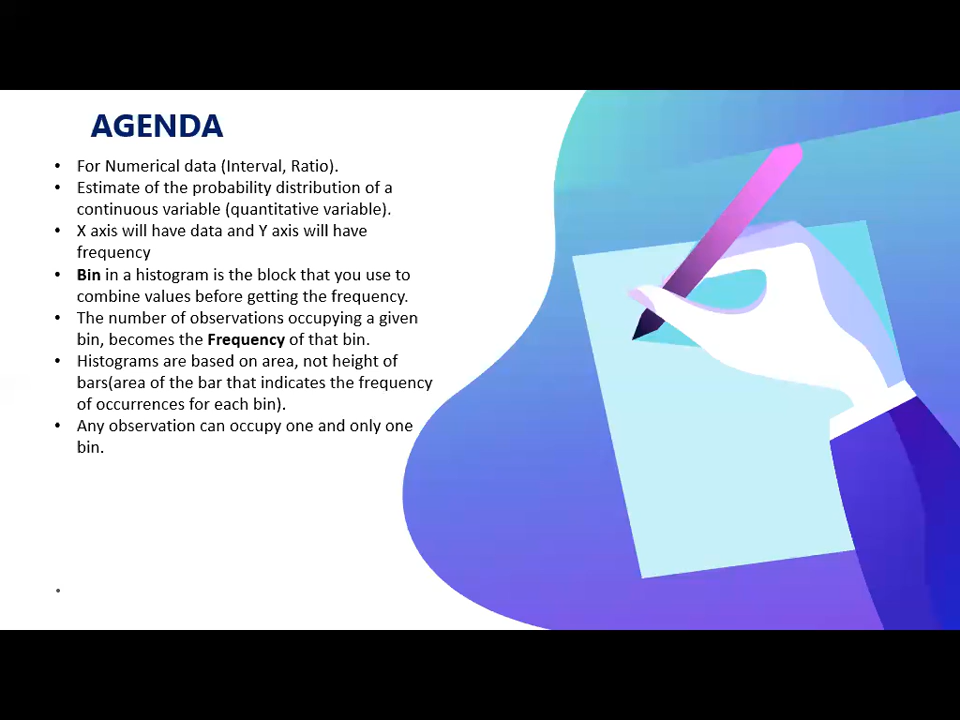 AGENDA
• For Numerical data (Interval, Ratio).
• Estimate of the probability distribution of a
continuous variable (quantitative variable).
• X axis will have data and Y axis will have
frequency
• Bin in a histogram is the block that you use to
combine values before getting the frequency.
• The number of observations occupying a given
bin, becomes the Frequency of that bin.
• Histograms are based on area, not height of
bars(area of the bar that indicates the frequency
of occurrences for each bin).
• Any observation can occupy one and only one
bin.
•